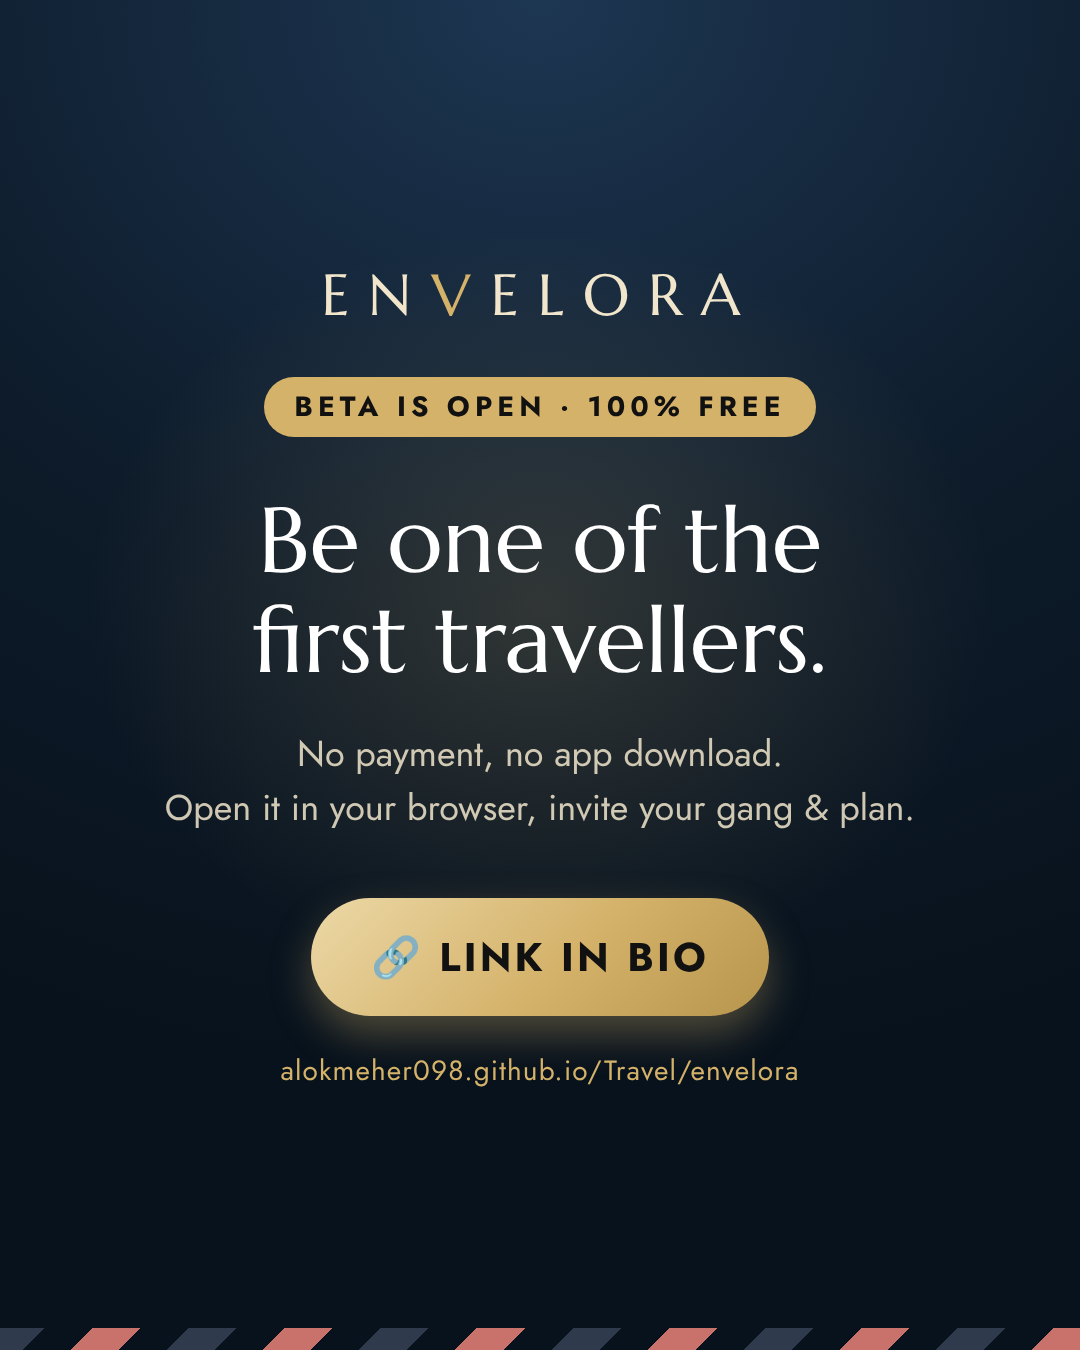 ENVELORA
BETA IS OPEN · 100% FREE
Be one of the
first travellers.
No payment, no app download.
Open it in your browser, invite your gang & plan.
🔗 LINK IN BIO
alokmeher098.github.io/Travel/envelora